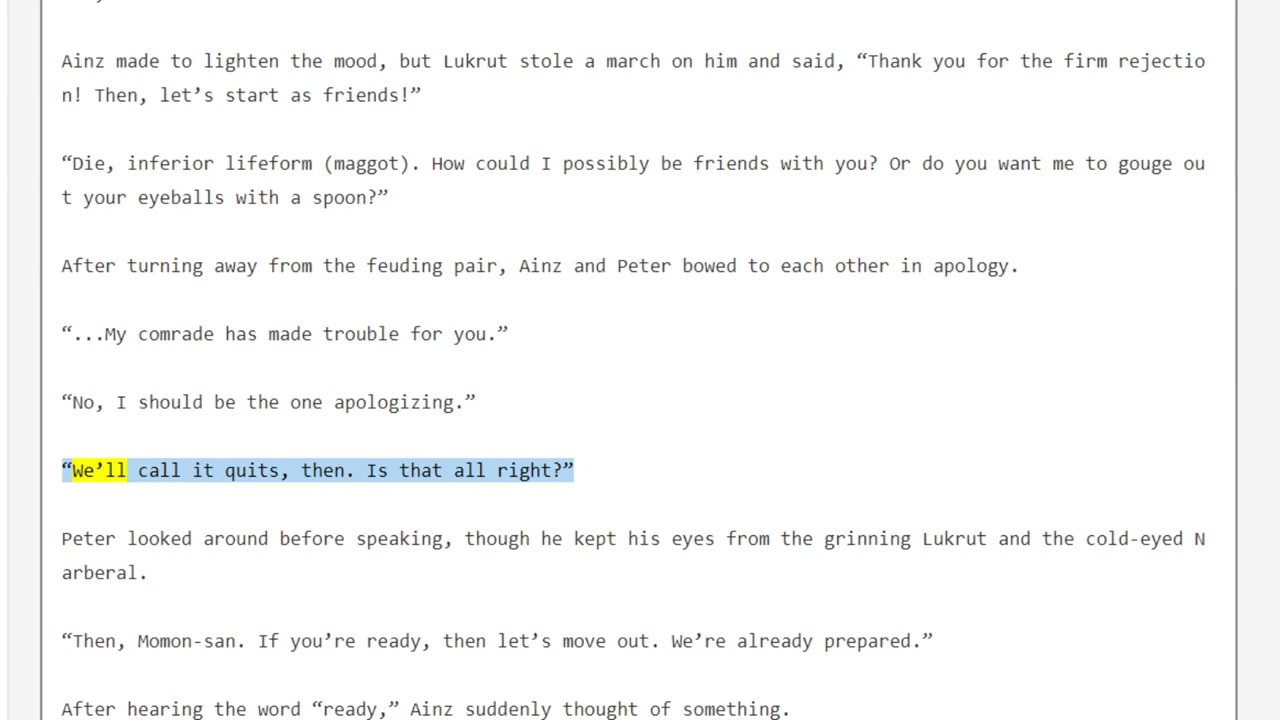 Ainz made to lighten the mood, but Lukrut stole a march on him and said, “Thank you for the firm rejectio
n! Then, let’s start as friends!”
“Die, inferior lifeform (maggot). How could I possibly be friends with you? Or do you want me to gouge ou
t your eyeballs with a spoon?”
After turning away from the feuding pair, Ainz and Peter bowed to each other in apology.
“...My comrade has made trouble for you.”
“No, I should be the one apologizing.”
“We’ll call it quits, then. Is that all right?”
Peter looked around before speaking, though he kept his eyes from the grinning Lukrut and the cold-eyed N
arberal.
“Then, Momon-san. If you’re ready, then let’s move out. We’re already prepared.”
After hearing the word “ready,” Ainz suddenly thought of something.